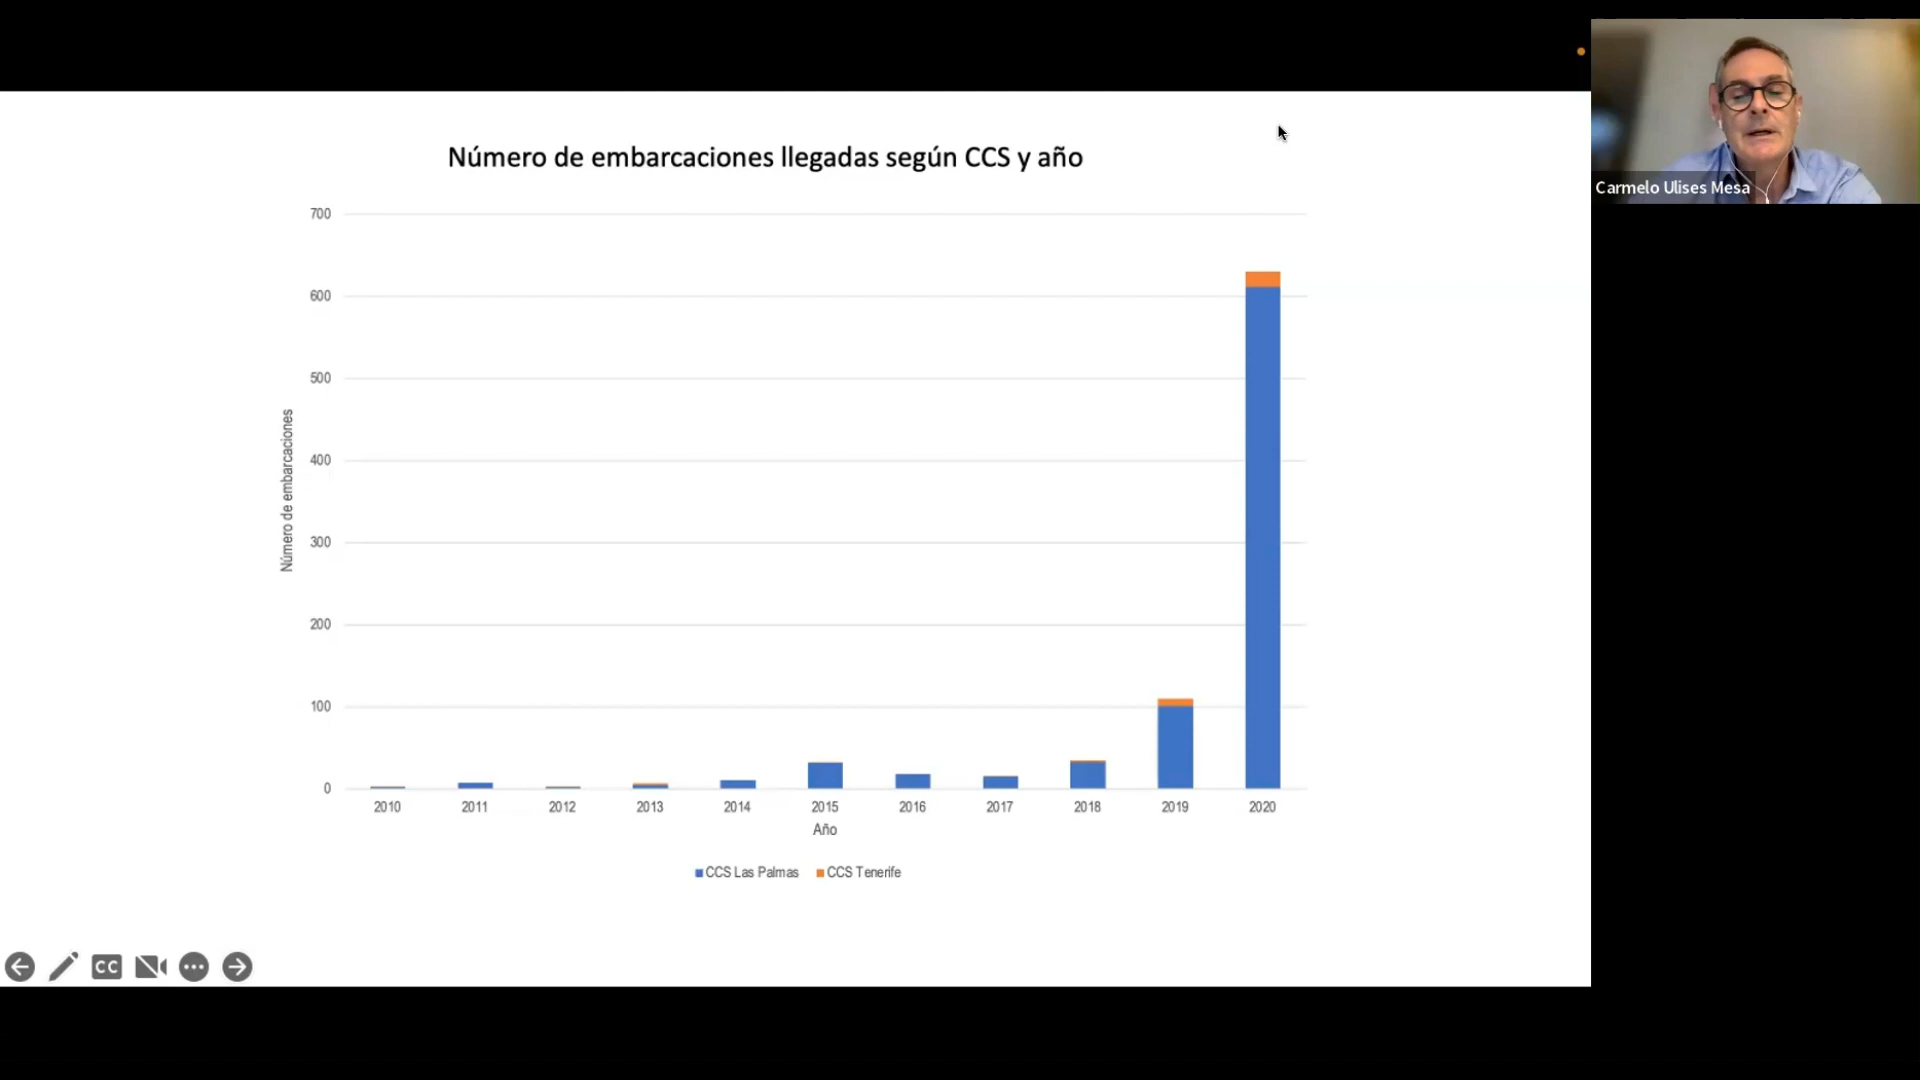 Número de embarcaciones llegadas según CCS y año
Carmelo Ulises Mesa
700
600
500
400
300
200
100
0
Número de embarcaciones
2010 2011 2012 2013 2014 2015 2016 2017 2018 2019 2020
Año
CCS Las Palmas CCS Tenerife
CC